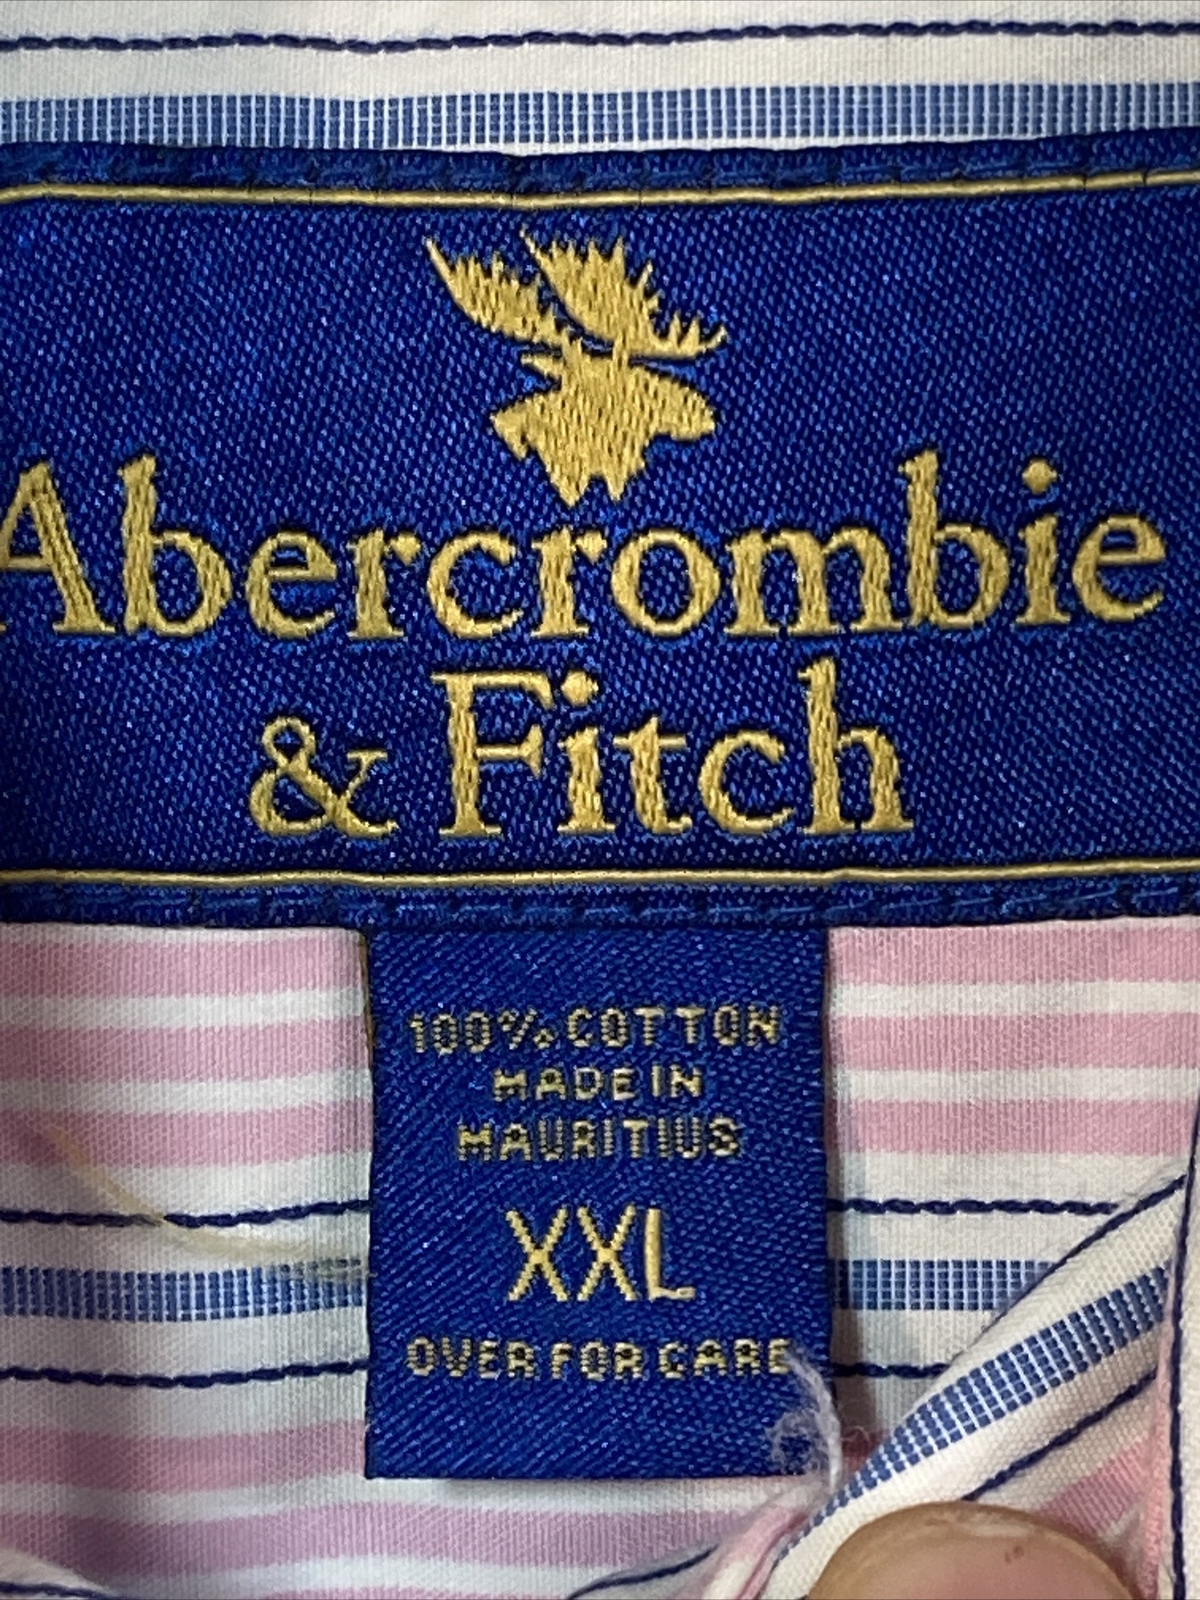 Abercrombie
& Fitch
100% COTTON
MADE IN
MAURITIUS
XXL
OVER FOR CARE